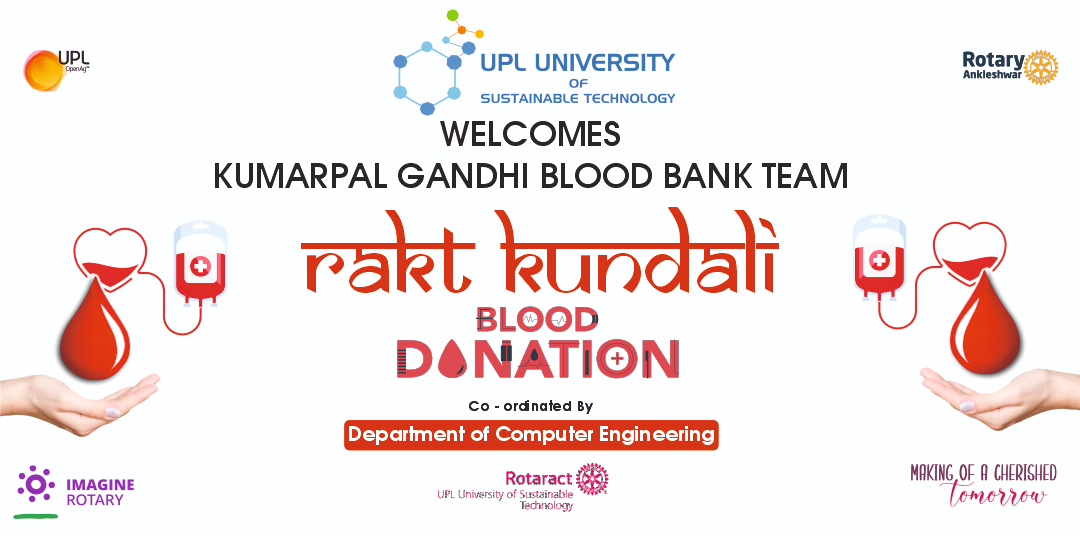 UPL
OpenAg™
UPL UNIVERSITY
OF
SUSTAINABLE TECHNOLOGY
Rotary
Ankleshwar
WELCOMES
KUMARPAL GANDHI BLOOD BANK TEAM
rakt kundali
BLOOD
DONATION
Co - ordinated By
Department of Computer Engineering
IMAGINE
ROTARY
Rotaract
UPL University of Sustainable
Technology
MAKING OF A CHERISHED
tomorrow